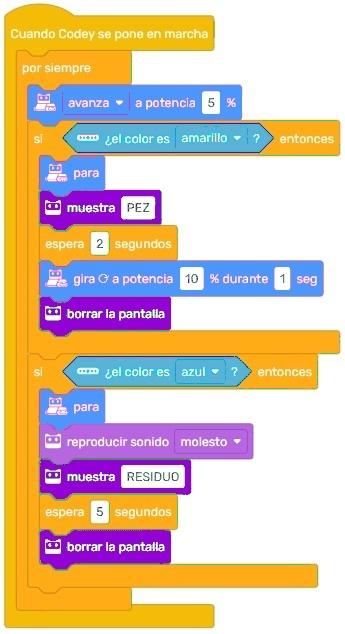 Cuando Codey se pone en marcha
por siempre
avanza a potencia 5 %
si ¿el color es amarillo ? entonces
para
muestra PEZ
espera 2 segundos
gira a potencia 10 % durante 1 seg
borrar la pantalla
si ¿el color es azul ? entonces
para
reproducir sonido molesto
muestra RESIDUO
espera 5 segundos
borrar la pantalla